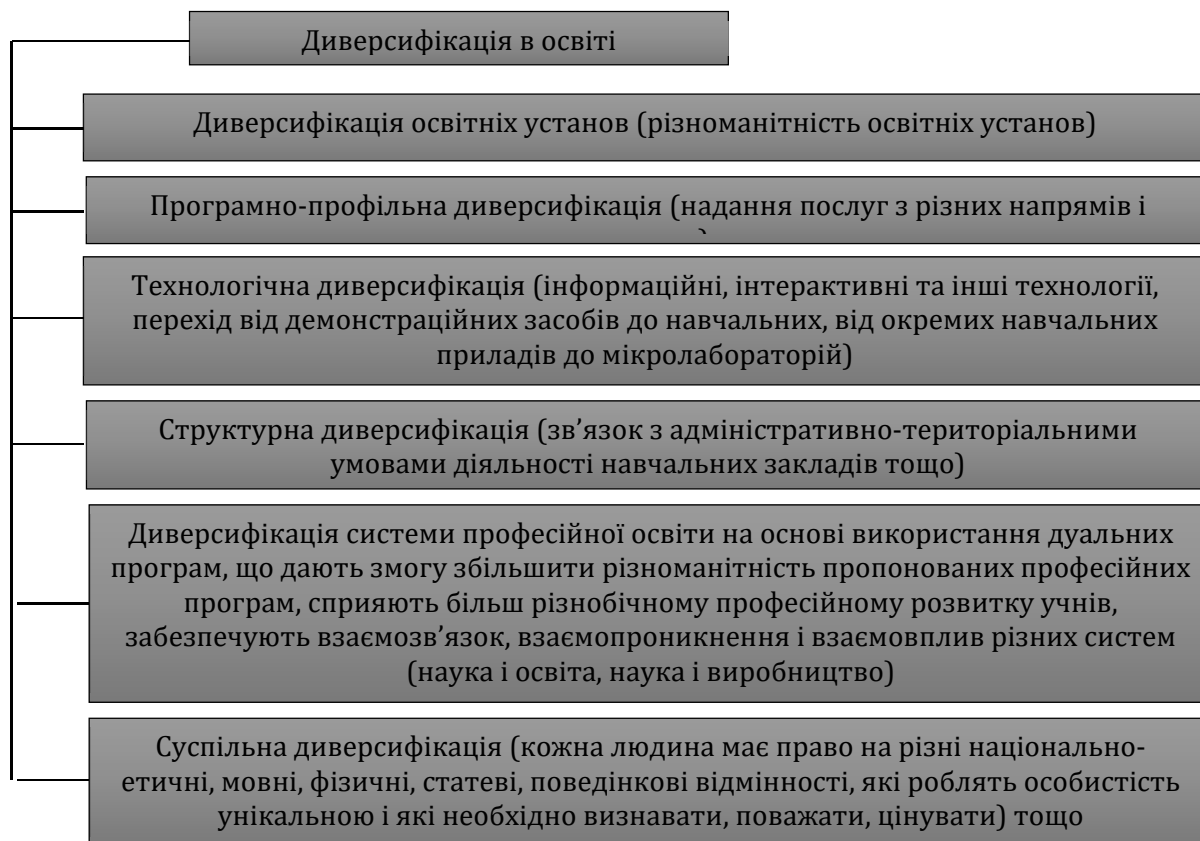 Диверсифікація в освіті
Диверсифікація освітніх установ (різноманітність освітніх установ)
Програмно-профільна диверсифікація (надання послуг з різних напрямів і
Технологічна диверсифікація (інформаційні, інтерактивні та інші технології,
перехід від демонстраційних засобів до навчальних, від окремих навчальних
приладів до мікролабораторій)
Структурна диверсифікація (зв’язок з адміністративно-територіальними
умовами діяльності навчальних закладів тощо)
Диверсифікація системи професійної освіти на основі використання дуальних
програм, що дають змогу збільшити різноманітність пропонованих професійних
програм, сприяють більш різнобічному професійному розвитку учнів,
забезпечують взаємозв’язок, взаємопроникнення і взаємовплив різних систем
(наука і освіта, наука і виробництво)
Суспільна диверсифікація (кожна людина має право на різні національно-
етичні, мовні, фізичні, статеві, поведінкові відмінності, які роблять особистість
унікальною і які необхідно визнавати, поважати, цінувати) тощо